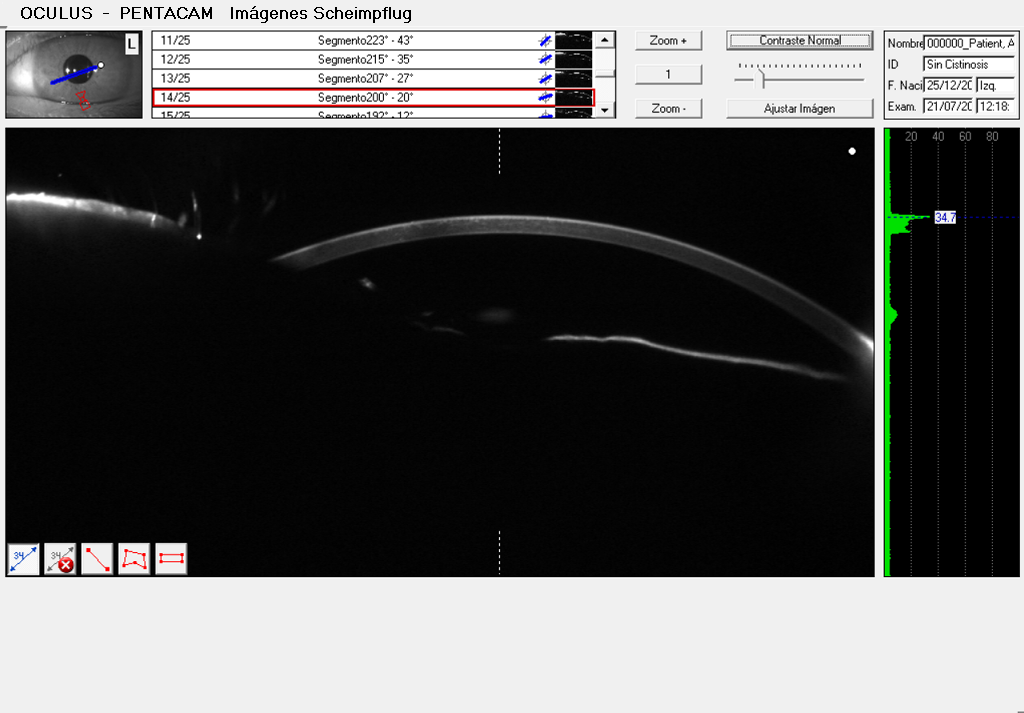 OCULUS - PENTACAM Imágenes Scheimpflug
L
11/25 Segmento223° - 43°
12/25 Segmento215° - 35°
13/25 Segmento207° - 27°
14/25 Segmento200° - 20°
15/25 Segmento192° - 12°
Zoom +
1
Zoom -
Contraste Normal
Ajustar Imágen
Nombre 000000_Patient, A
ID Sin Cistinosis
F. Naci 25/12/20 Izq.
Exam. 21/07/20 12:18:
20 40 60 80
34.7
34 34